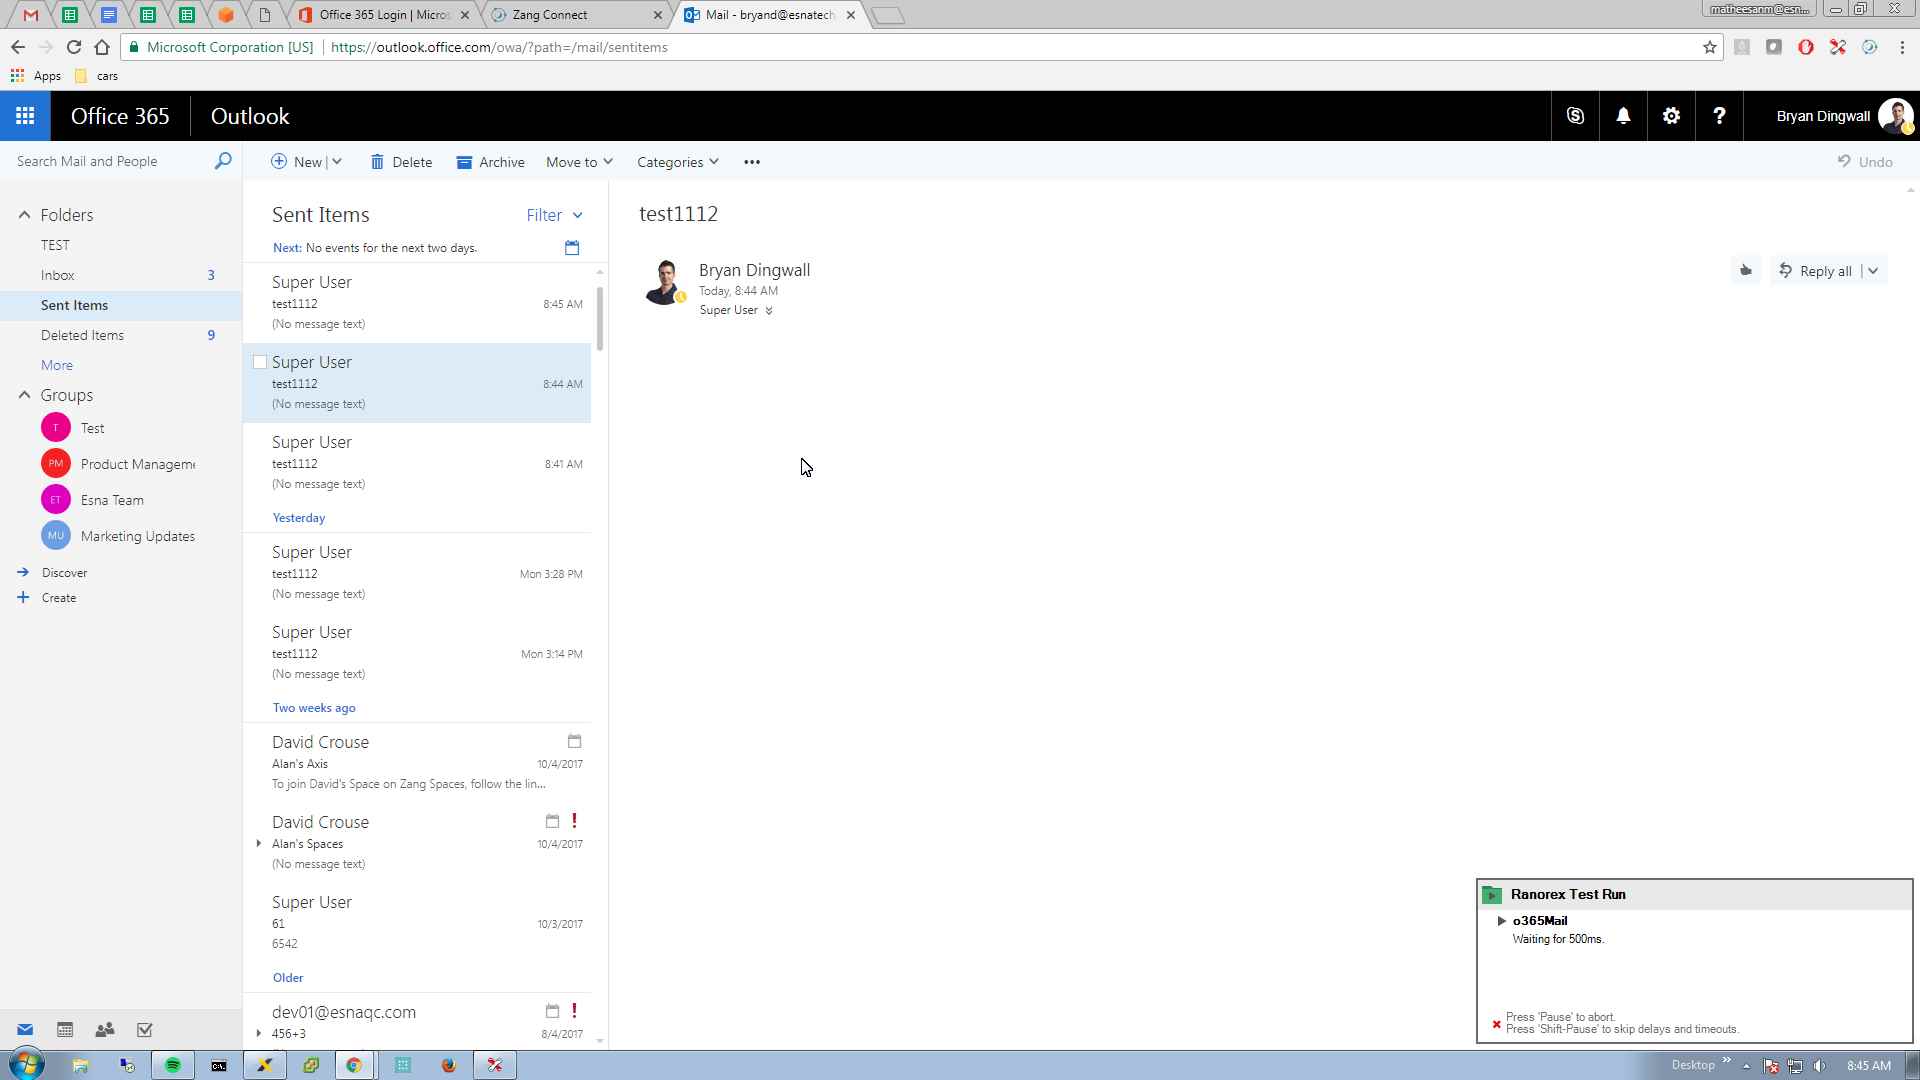 Office 365 Login | Micros
Zang Connect
Mail - bryand@esnatech
matheesanm@esn...
Microsoft Corporation [US]
https://outlook.office.com/owa/?path=/mail/sentitems
Apps
cars
Office 365
Outlook
Bryan Dingwall
Search Mail and People
New
Delete
Archive
Move to
Categories
Undo
Folders
TEST
Inbox 3
Sent Items
Deleted Items 9
More
Groups
T Test
PM Product Manageme
ET Esna Team
MU Marketing Updates
Discover
Create
Sent Items
Filter
Next: No events for the next two days.
Super User
test1112 8:45 AM
(No message text)
Super User
test1112 8:44 AM
(No message text)
Super User
test1112 8:41 AM
(No message text)
Yesterday
Super User
test1112 Mon 3:28 PM
(No message text)
Super User
test1112 Mon 3:14 PM
(No message text)
Two weeks ago
David Crouse
Alan's Axis 10/4/2017
To join David's Space on Zang Spaces, follow the lin...
David Crouse
Alan's Spaces 10/4/2017
(No message text)
Super User
61 10/3/2017
6542
Older
dev01@esnaqc.com
456+3 8/4/2017
test1112
Bryan Dingwall
Today, 8:44 AM
Super User
Reply all
Ranorex Test Run
o365Mail
Waiting for 500ms.
Press 'Pause' to abort.
Press 'Shift-Pause' to skip delays and timeouts.
Desktop
8:45 AM